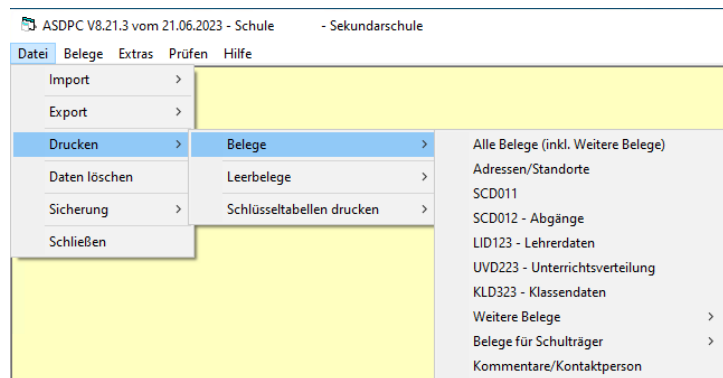 ASDPC V8.21.3 vom 21.06.2023 - Schule - Sekundarschule
Datei Belege Extras Prüfen Hilfe
Import
Export
Drucken
Daten löschen
Sicherung
Schließen
Belege
Leerbelege
Schlüsseltabellen drucken
Alle Belege (inkl. Weitere Belege)
Adressen/Standorte
SCD011
SCD012 - Abgänge
LID123 - Lehrerdaten
UVD223 - Unterrichtsverteilung
KLD323 - Klassendaten
Weitere Belege
Belege für Schulträger
Kommentare/Kontaktperson